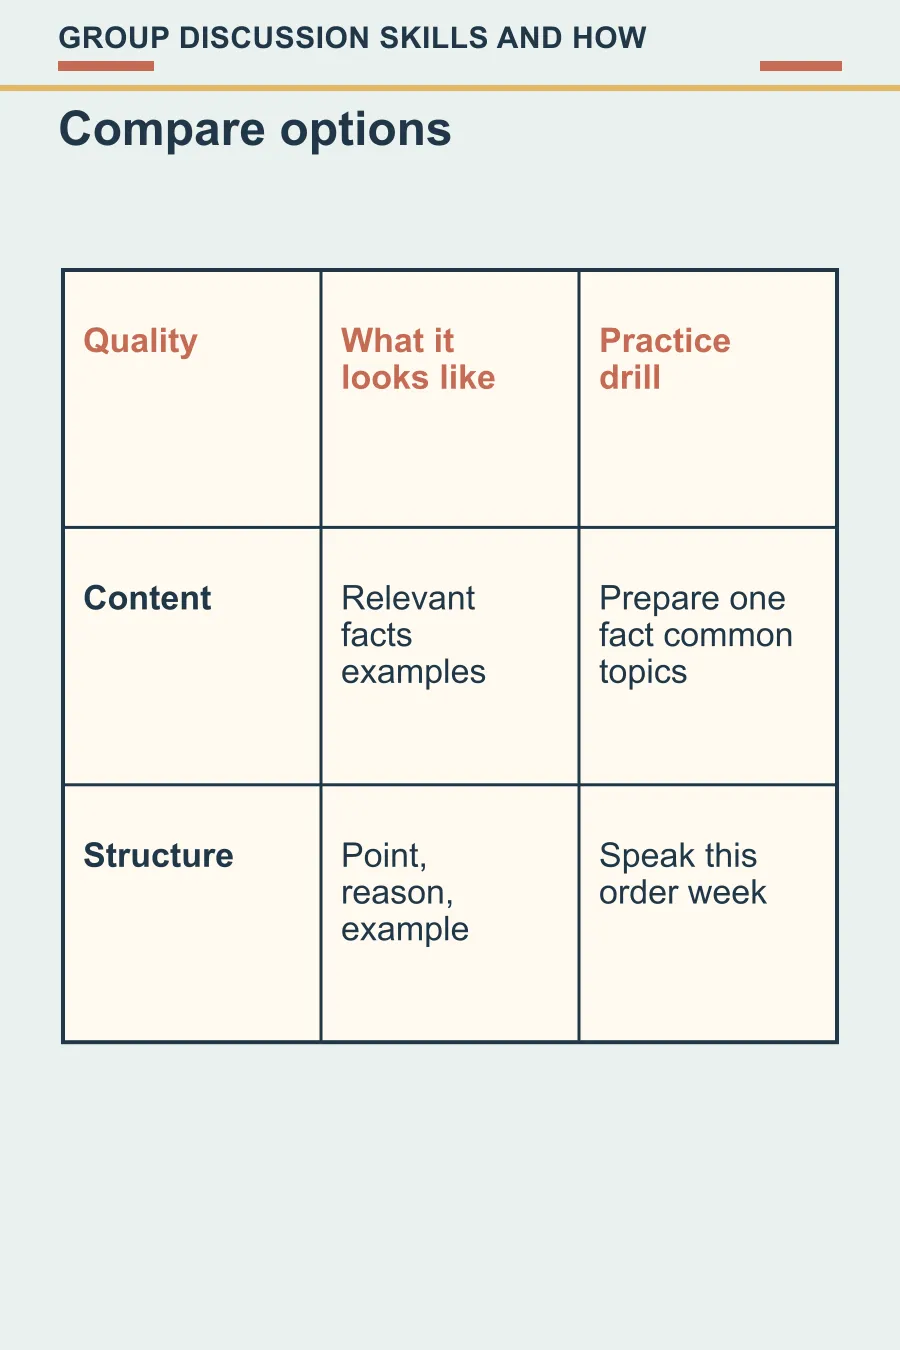 GROUP DISCUSSION SKILLS AND HOW
Compare options
Quality
What it
looks like
Practice
drill
Content
Relevant
facts
examples
Prepare one
fact common
topics
Structure
Point,
reason,
example
Speak this
order week